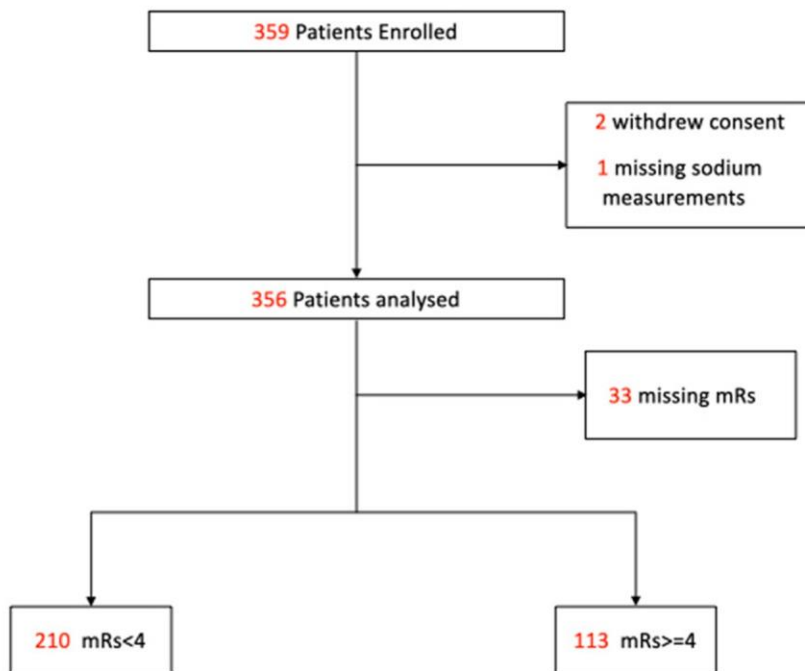 359 Patients Enrolled
2 withdrew consent
1 missing sodium
measurements
356 Patients analysed
33 missing mRs
210 mRs<4
113 mRs>=4